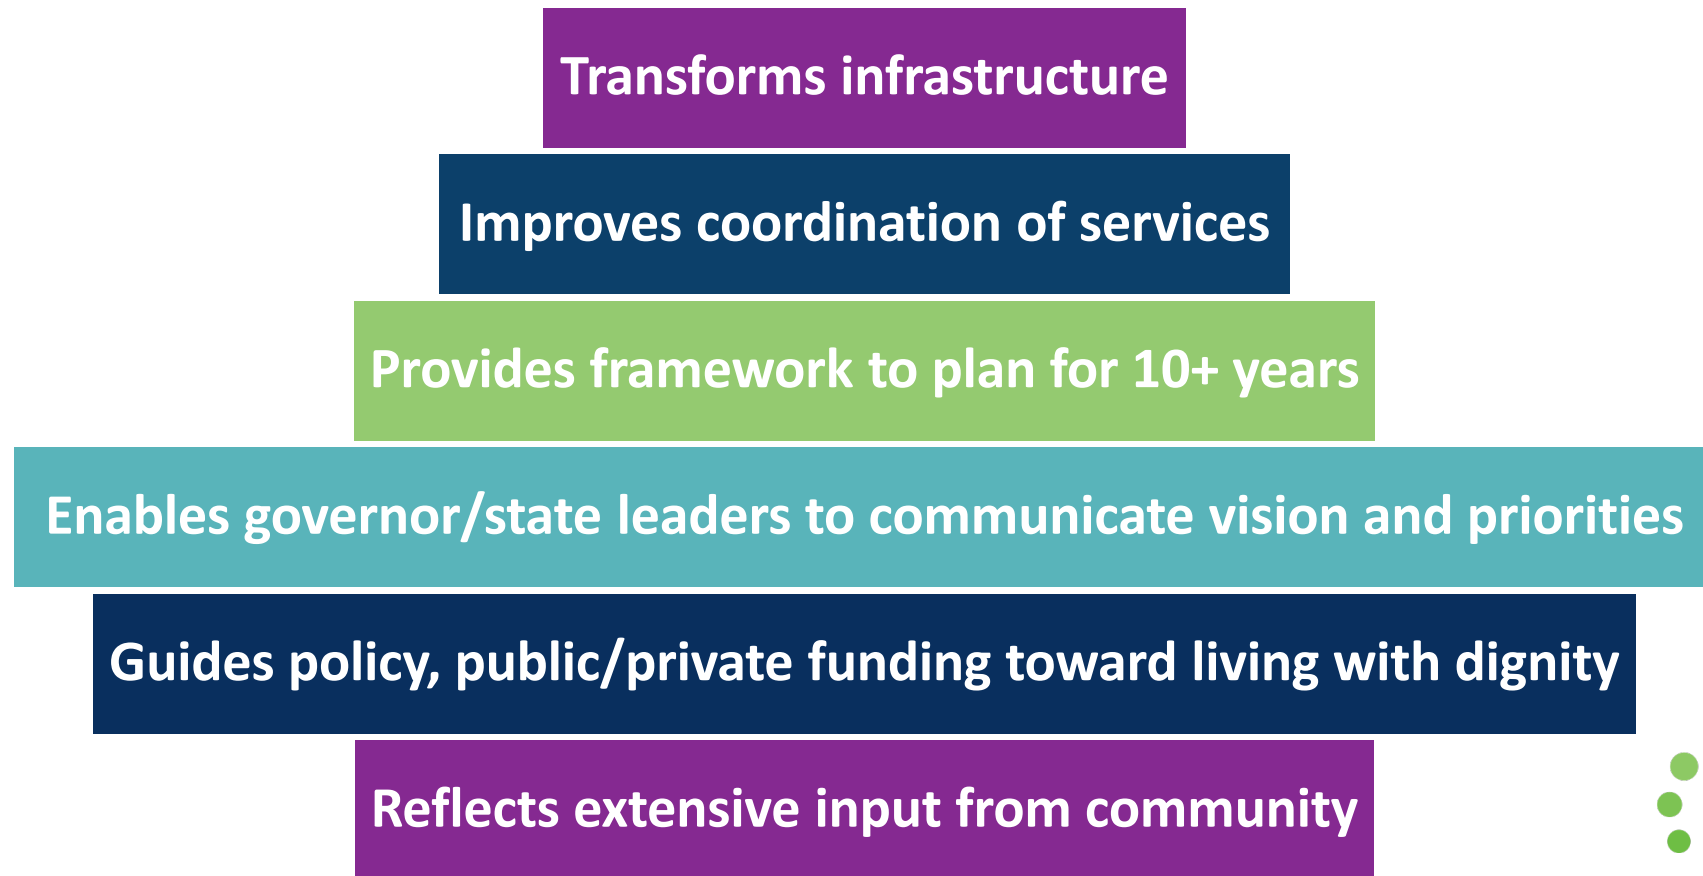 Transforms infrastructure
Improves coordination of services
Provides framework to plan for 10+ years
Enables governor/state leaders to communicate vision and priorities
Guides policy, public/private funding toward living with dignity
Reflects extensive input from community